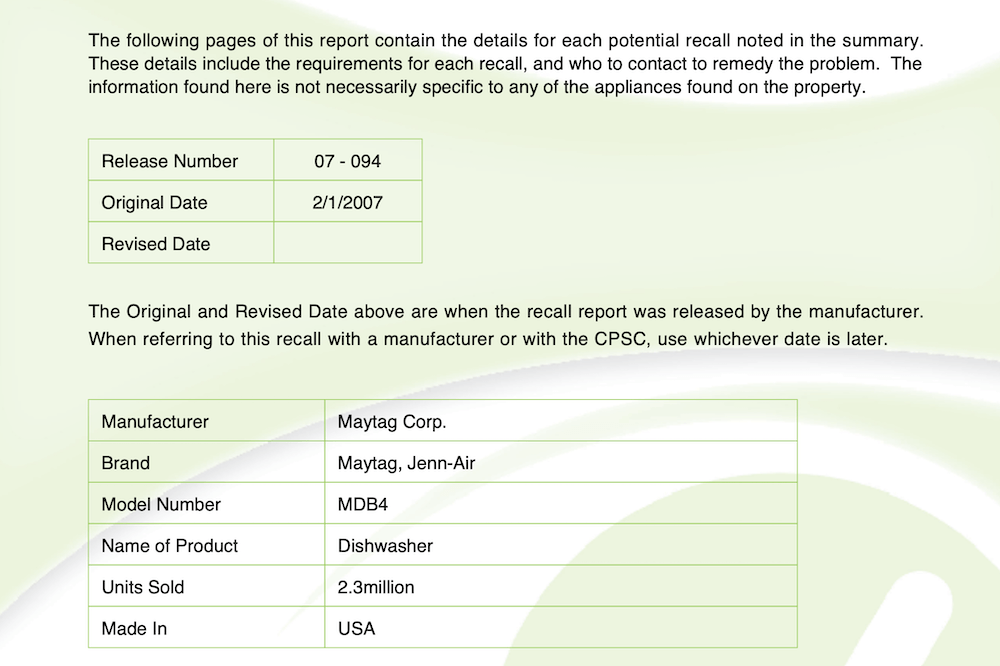 The following pages of this report contain the details for each potential recall noted in the summary.
These details include the requirements for each recall, and who to contact to remedy the problem.  The
information found here is not necessarily specific to any of the appliances found on the property.
Release Number 07 - 094
Original Date 2/1/2007
Revised Date
The Original and Revised Date above are when the recall report was released by the manufacturer.
When referring to this recall with a manufacturer or with the CPSC, use whichever date is later.
Manufacturer Maytag Corp.
Brand Maytag, Jenn-Air
Model Number MDB4
Name of Product Dishwasher
Units Sold 2.3million
Made In USA